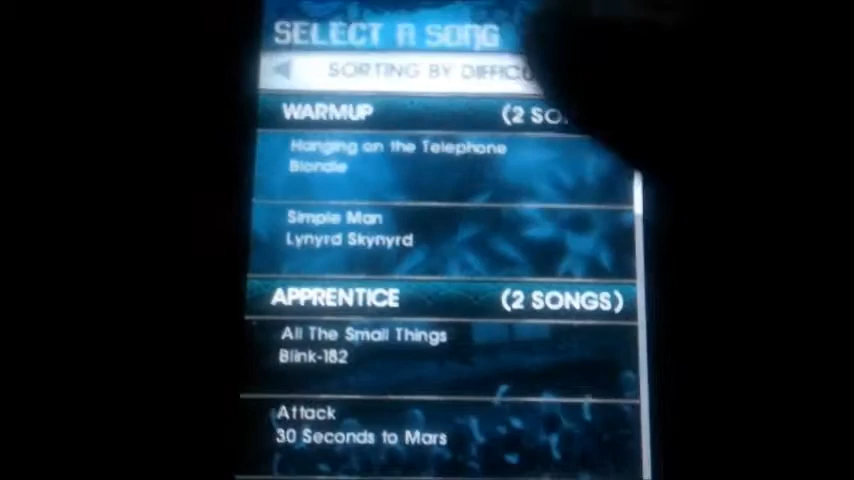 SELECT A SONG
SORTING BY
WARMUP (2
Hanging on the Telephone
Blondie
Simple Man
Lynyrd Skynyrd
APPRENTICE (2 SONGS)
All The Small Things
Blink-182
Attack
30 Seconds to Mars